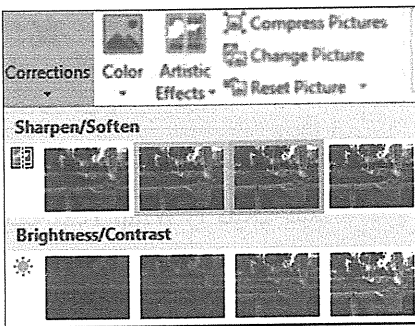 Compress Pictures
Change Picture
Corrections Color Artistic
Effects Reset Picture
Sharpen/Soften
Brightness/Contrast